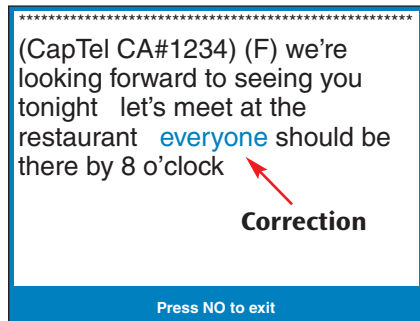 ******************************************************
(CapTel CA#1234) (F) we're
looking forward to seeing you
tonight   let's meet at the
restaurant   everyone should be
there by 8 o'clock
Correction
Press NO to exit